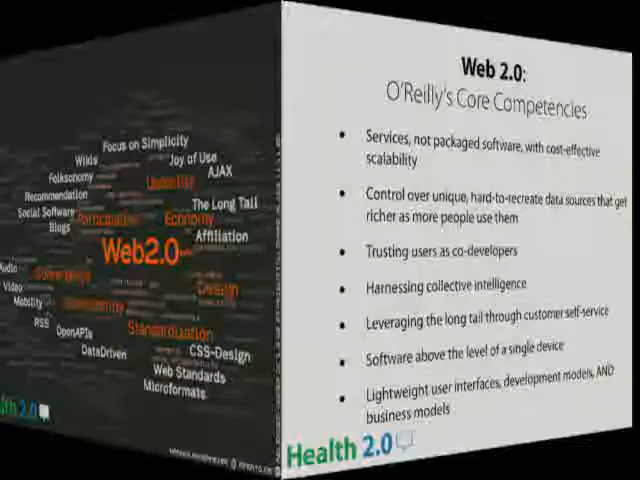 Focus on Simplicity
Wikis
Joy of Use
Folksonomy
Usability
AJAX
Recommendation
The Long Tail
Social Software
Participation
Economy
Blogs
Affiliation
Web2.0
Audio
Convergence
Design
Video
Mobility
RSS
Standardisation
OpenAPIs
DataDriven
CSS-Design
Web Standards
Microformats
lth 2.0
Web 2.0:
O'Reilly's Core Competencies
• Services, not packaged software, with cost-effective
scalability
• Control over unique, hard-to-recreate data sources that get
richer as more people use them
• Trusting users as co-developers
• Harnessing collective intelligence
• Leveraging the long tail through customer self-service
• Software above the level of a single device
• Lightweight user interfaces, development models, AND
business models
Health 2.0